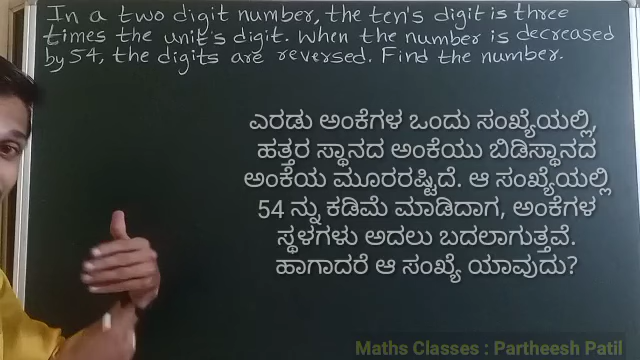 In a two digit number, the ten's digit is three
times the unit's digit. When the number is decreased
by 54, the digits are reversed. Find the number.
ಎರಡು ಅಂಕೆಗಳ ಒಂದು ಸಂಖ್ಯೆಯಲ್ಲಿ,
ಹತ್ತರ ಸ್ಥಾನದ ಅಂಕೆಯು ಬಿಡಿಸ್ಥಾನದ
ಅಂಕೆಯ ಮೂರರಷ್ಟಿದೆ. ಆ ಸಂಖ್ಯೆಯಲ್ಲಿ
54 ನ್ನು ಕಡಿಮೆ ಮಾಡಿದಾಗ, ಅಂಕೆಗಳ
ಸ್ಥಳಗಳು ಅದಲು ಬದಲಾಗುತ್ತವೆ.
ಹಾಗಾದರೆ ಆ ಸಂಖ್ಯೆ ಯಾವುದು?
Maths Classes : Partheesh Patil